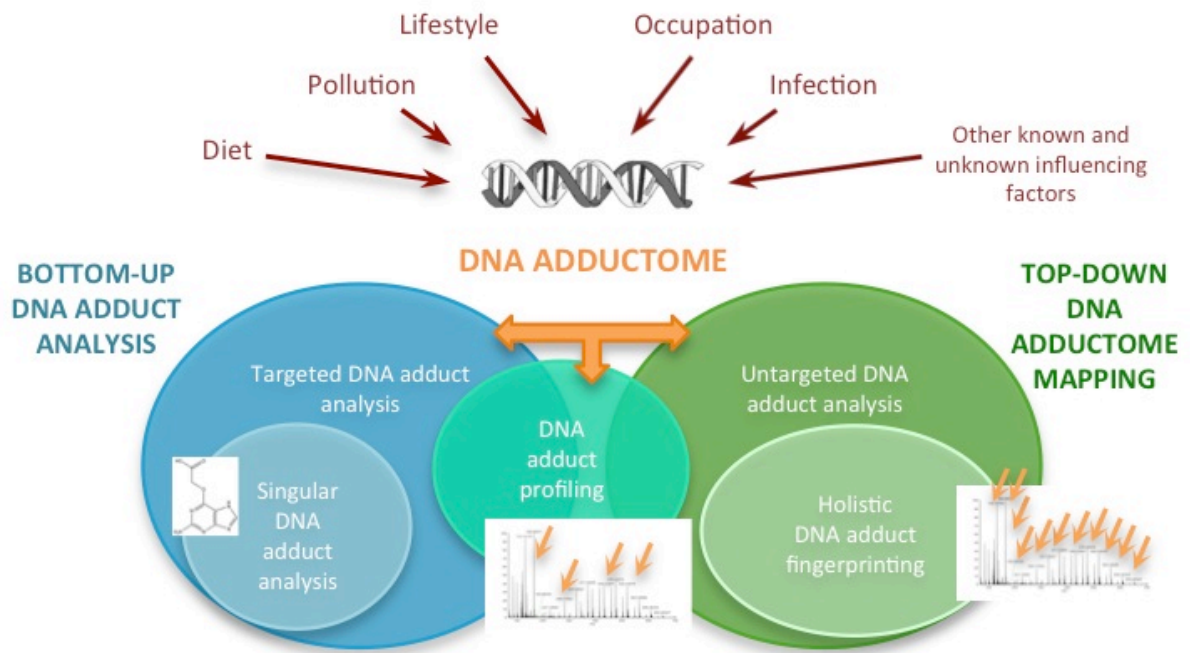 Lifestyle
Occupation
Pollution
Infection
Diet
Other known and
unknown influencing
factors
DNA ADDUCTOME
BOTTOM-UP
DNA ADDUCT
ANALYSIS
TOP-DOWN
DNA
ADDUCTOME
MAPPING
Targeted DNA adduct
analysis
Untargeted DNA
adduct analysis
DNA
adduct
profiling
Singular
DNA
adduct
analysis
Holistic
DNA adduct
fingerprinting